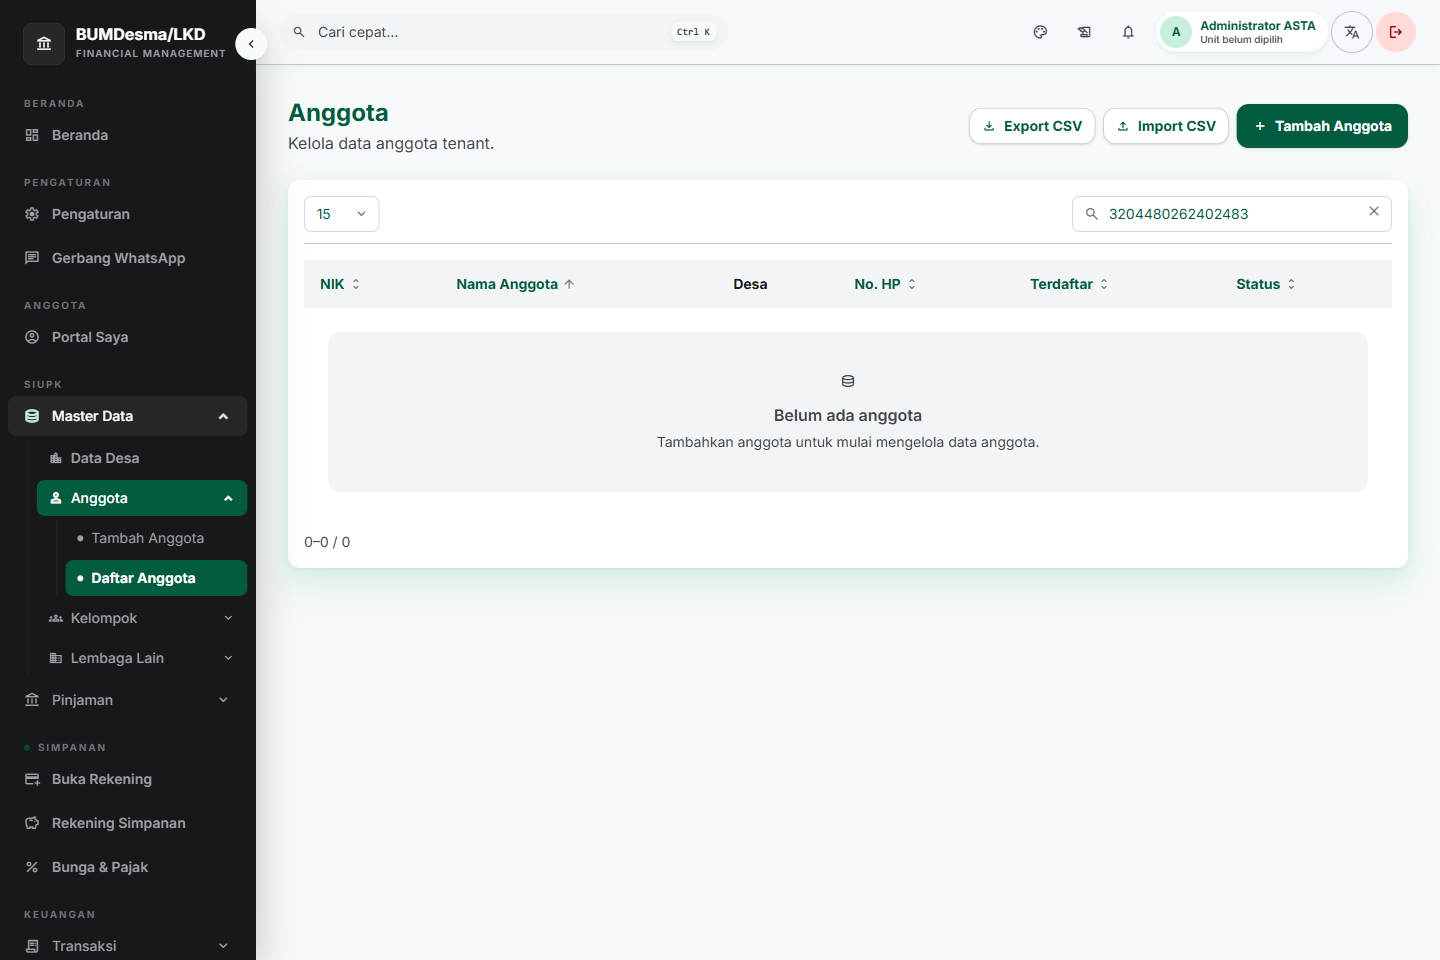 BUMDesma/LKD
FINANCIAL MANAGEMENT
Cari cepat...
Ctrl K
A
Administrator ASTA
Unit belum dipilih
BERANDA
Beranda
PENGATURAN
Pengaturan
Gerbang WhatsApp
ANGGOTA
Portal Saya
SIUPK
Master Data
Data Desa
Anggota
Tambah Anggota
Daftar Anggota
Kelompok
Lembaga Lain
Pinjaman
SIMPANAN
Buka Rekening
Rekening Simpanan
Bunga & Pajak
KEUANGAN
Transaksi
Anggota
Kelola data anggota tenant.
Export CSV
Import CSV
+ Tambah Anggota
15
3204480262402483
NIK
Nama Anggota
Desa
No. HP
Terdaftar
Status
Belum ada anggota
Tambahkan anggota untuk mulai mengelola data anggota.
0–0 / 0